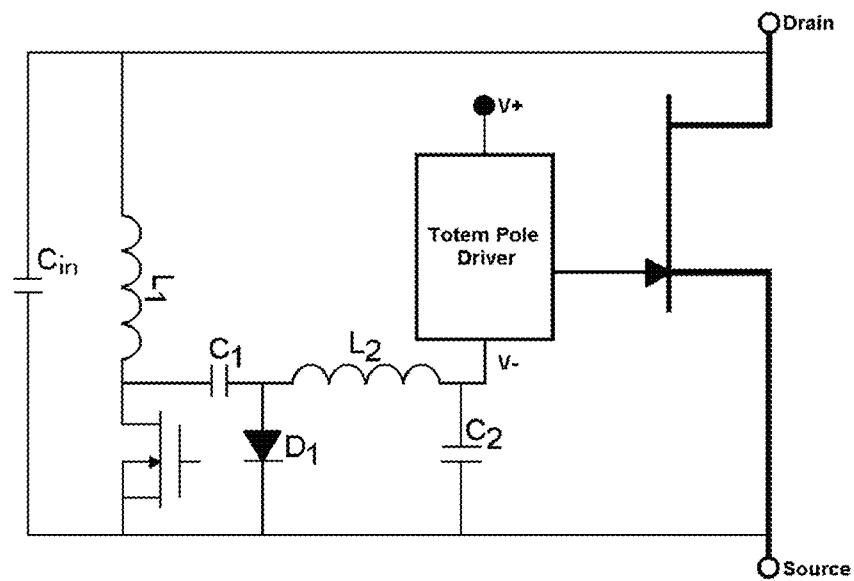 Drain
V+
Totem Pole
Driver
Cin
L1
C1
L2
V-
D1
C2
Source